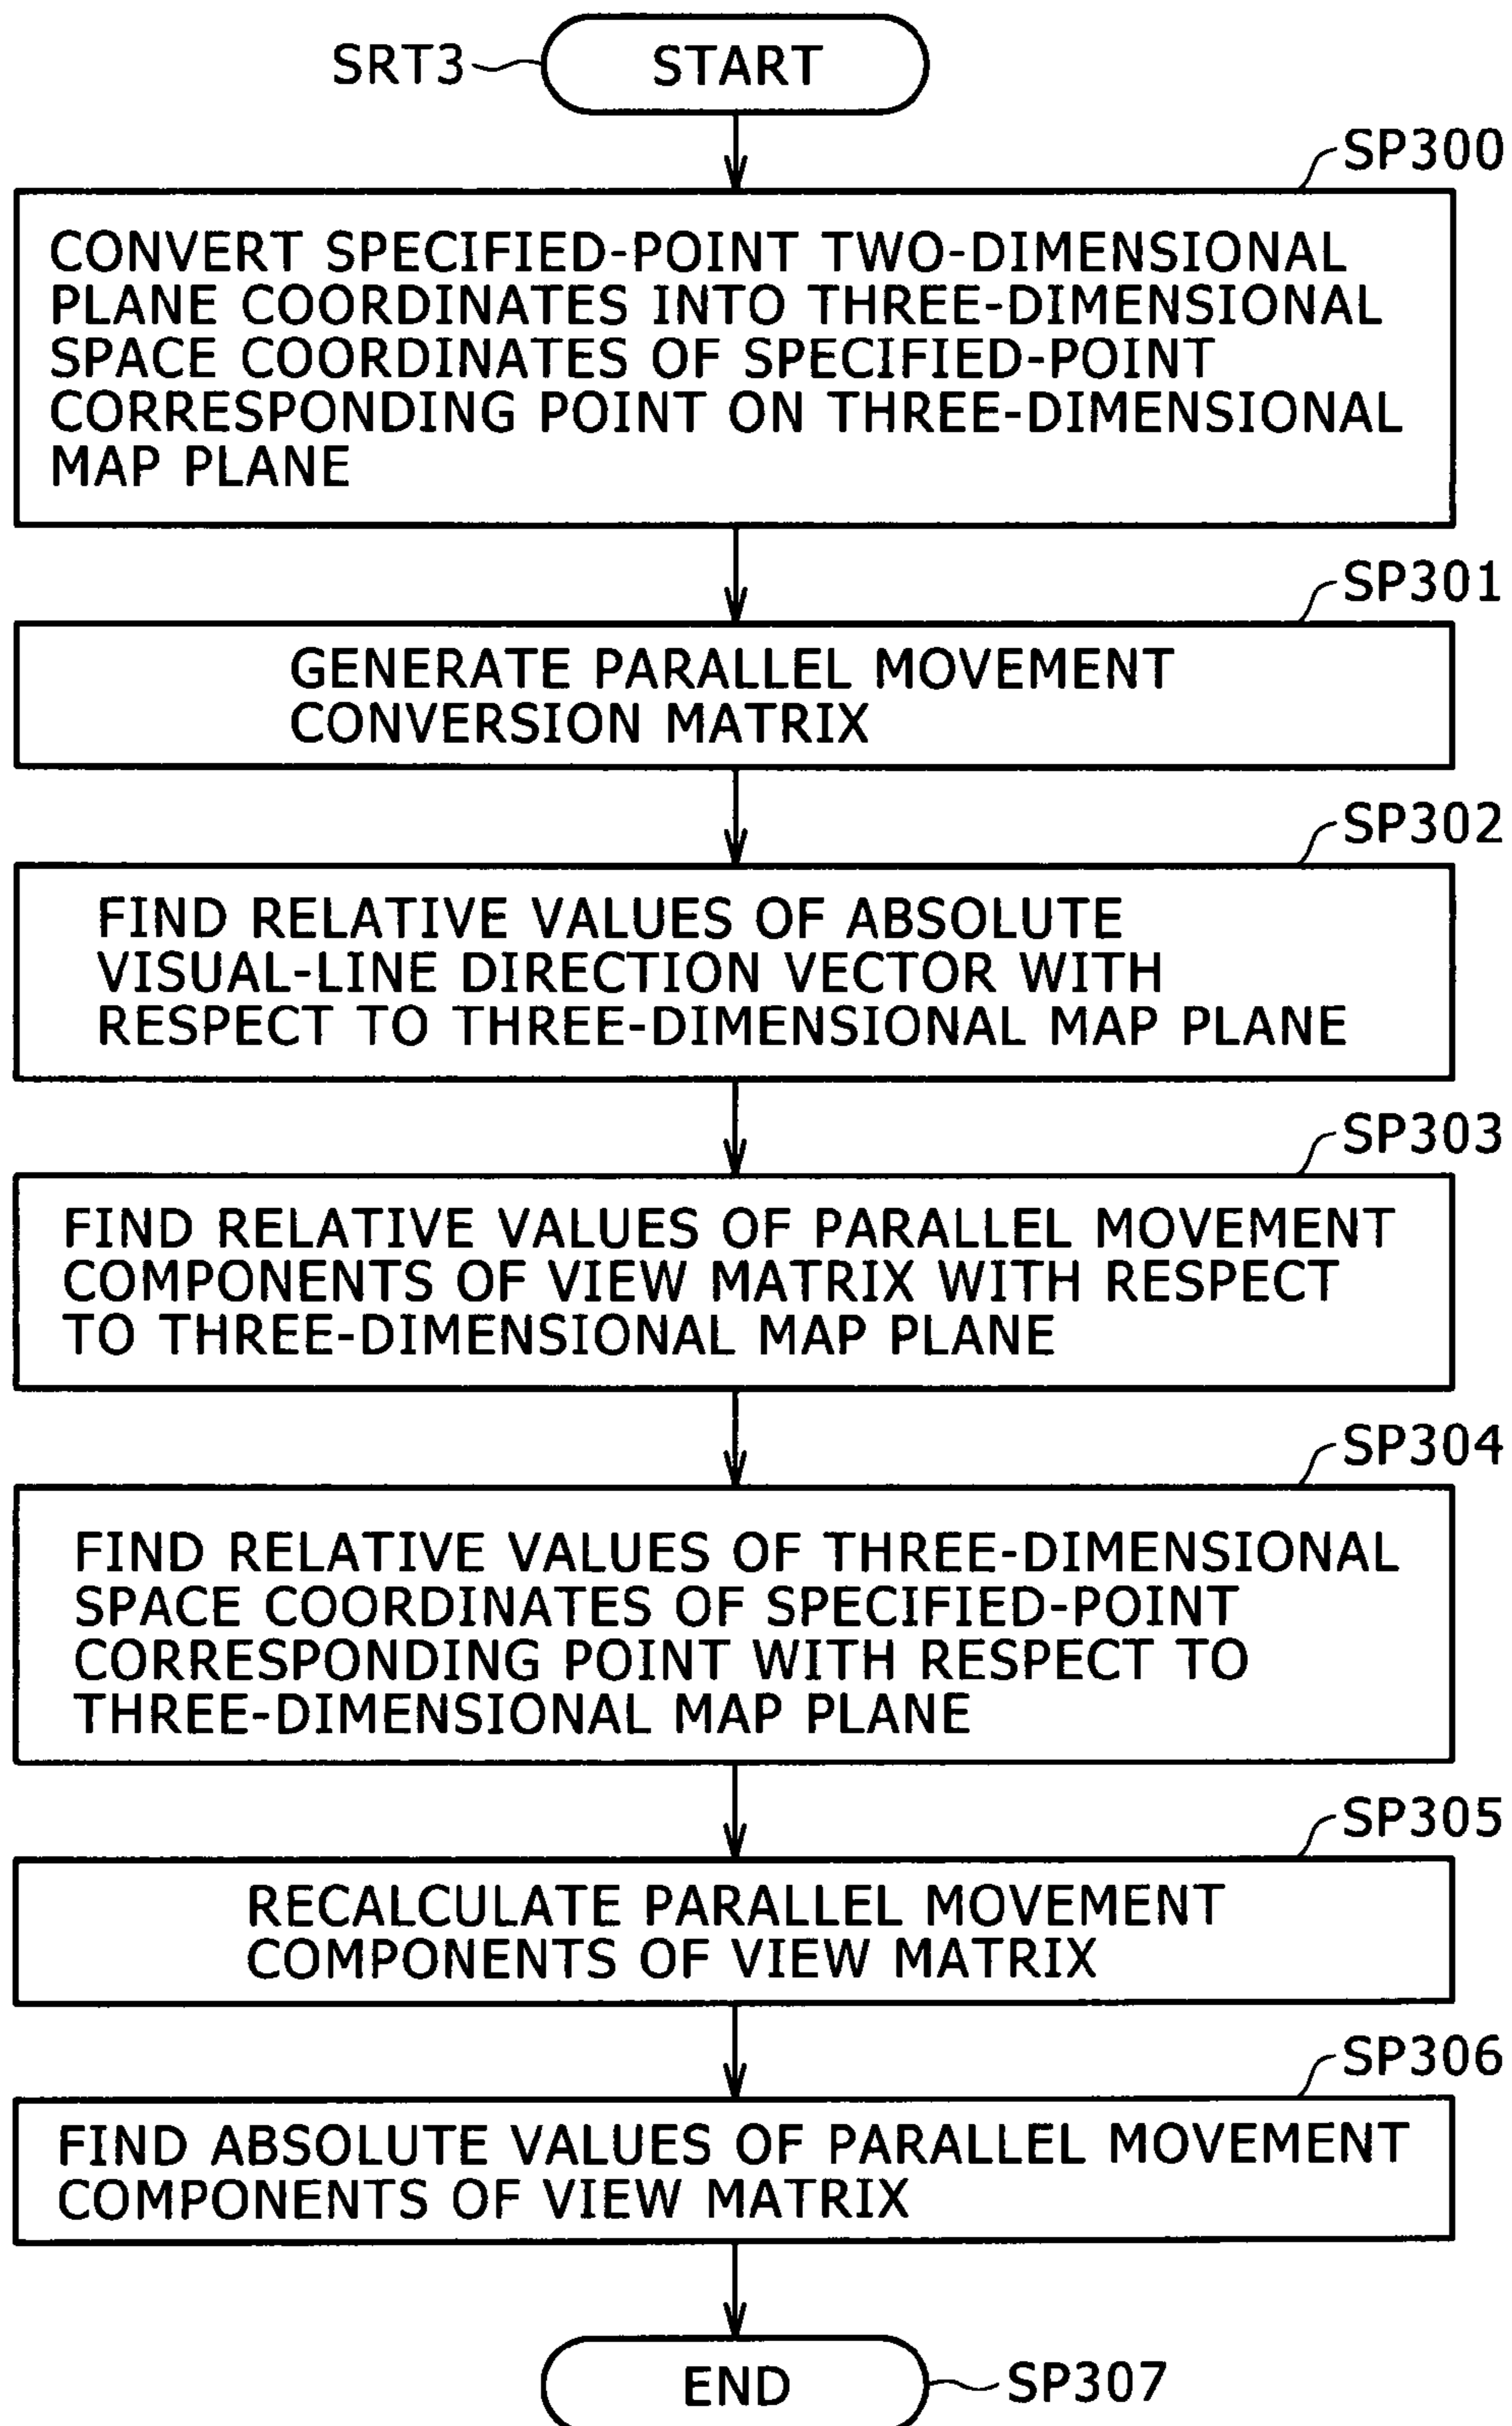 SRT3
START
SP300
CONVERT SPECIFIED-POINT TWO-DIMENSIONAL
PLANE COORDINATES INTO THREE-DIMENSIONAL
SPACE COORDINATES OF SPECIFIED-POINT
CORRESPONDING POINT ON THREE-DIMENSIONAL
MAP PLANE
SP301
GENERATE PARALLEL MOVEMENT
CONVERSION MATRIX
SP302
FIND RELATIVE VALUES OF ABSOLUTE
VISUAL-LINE DIRECTION VECTOR WITH
RESPECT TO THREE-DIMENSIONAL MAP PLANE
SP303
FIND RELATIVE VALUES OF PARALLEL MOVEMENT
COMPONENTS OF VIEW MATRIX WITH RESPECT
TO THREE-DIMENSIONAL MAP PLANE
SP304
FIND RELATIVE VALUES OF THREE-DIMENSIONAL
SPACE COORDINATES OF SPECIFIED-POINT
CORRESPONDING POINT WITH RESPECT TO
THREE-DIMENSIONAL MAP PLANE
SP305
RECALCULATE PARALLEL MOVEMENT
COMPONENTS OF VIEW MATRIX
SP306
FIND ABSOLUTE VALUES OF PARALLEL MOVEMENT
COMPONENTS OF VIEW MATRIX
END
SP307